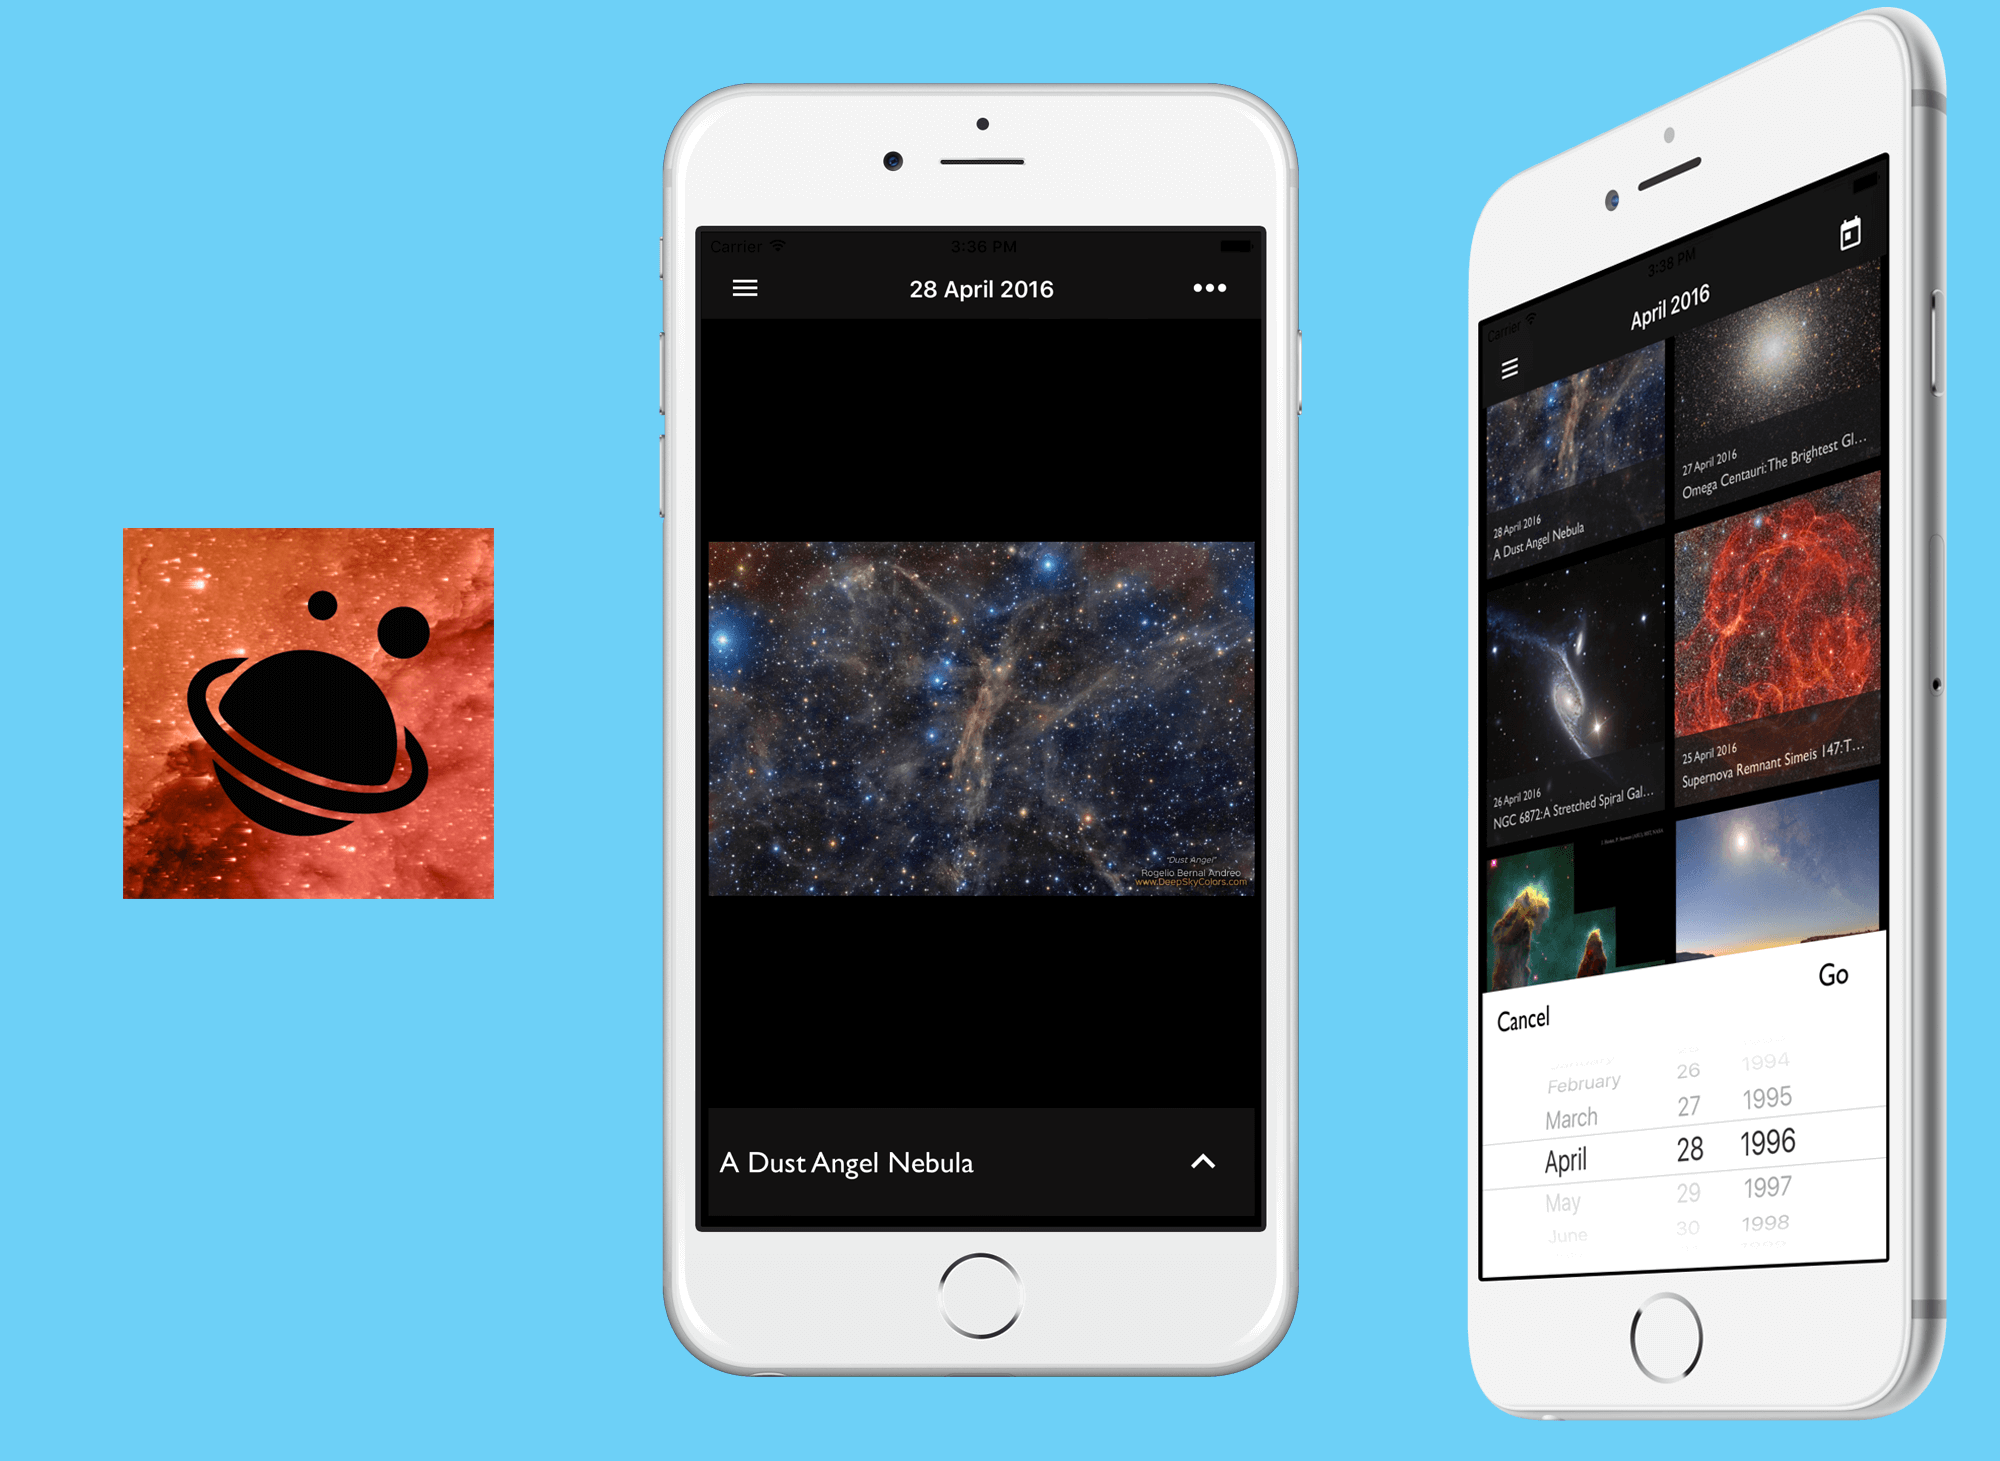 Carrier
3:36 PM
28 April 2016
"Dust Angel"
Rogelio Bernal Andreo
www.DeepSkyColors.com
A Dust Angel Nebula
Carrier
3:38 PM
April 2016
28 April 2016
A Dust Angel Nebula
27 April 2016
Omega Centauri: The Brightest Gl...
26 April 2016
NGC 6872: A Stretched Spiral Gal...
25 April 2016
Supernova Remnant Simeis 147: T...
Cancel
Go
January
February 26 1994
March 27 1995
April 28 1996
May 29 1997
June 30 1998